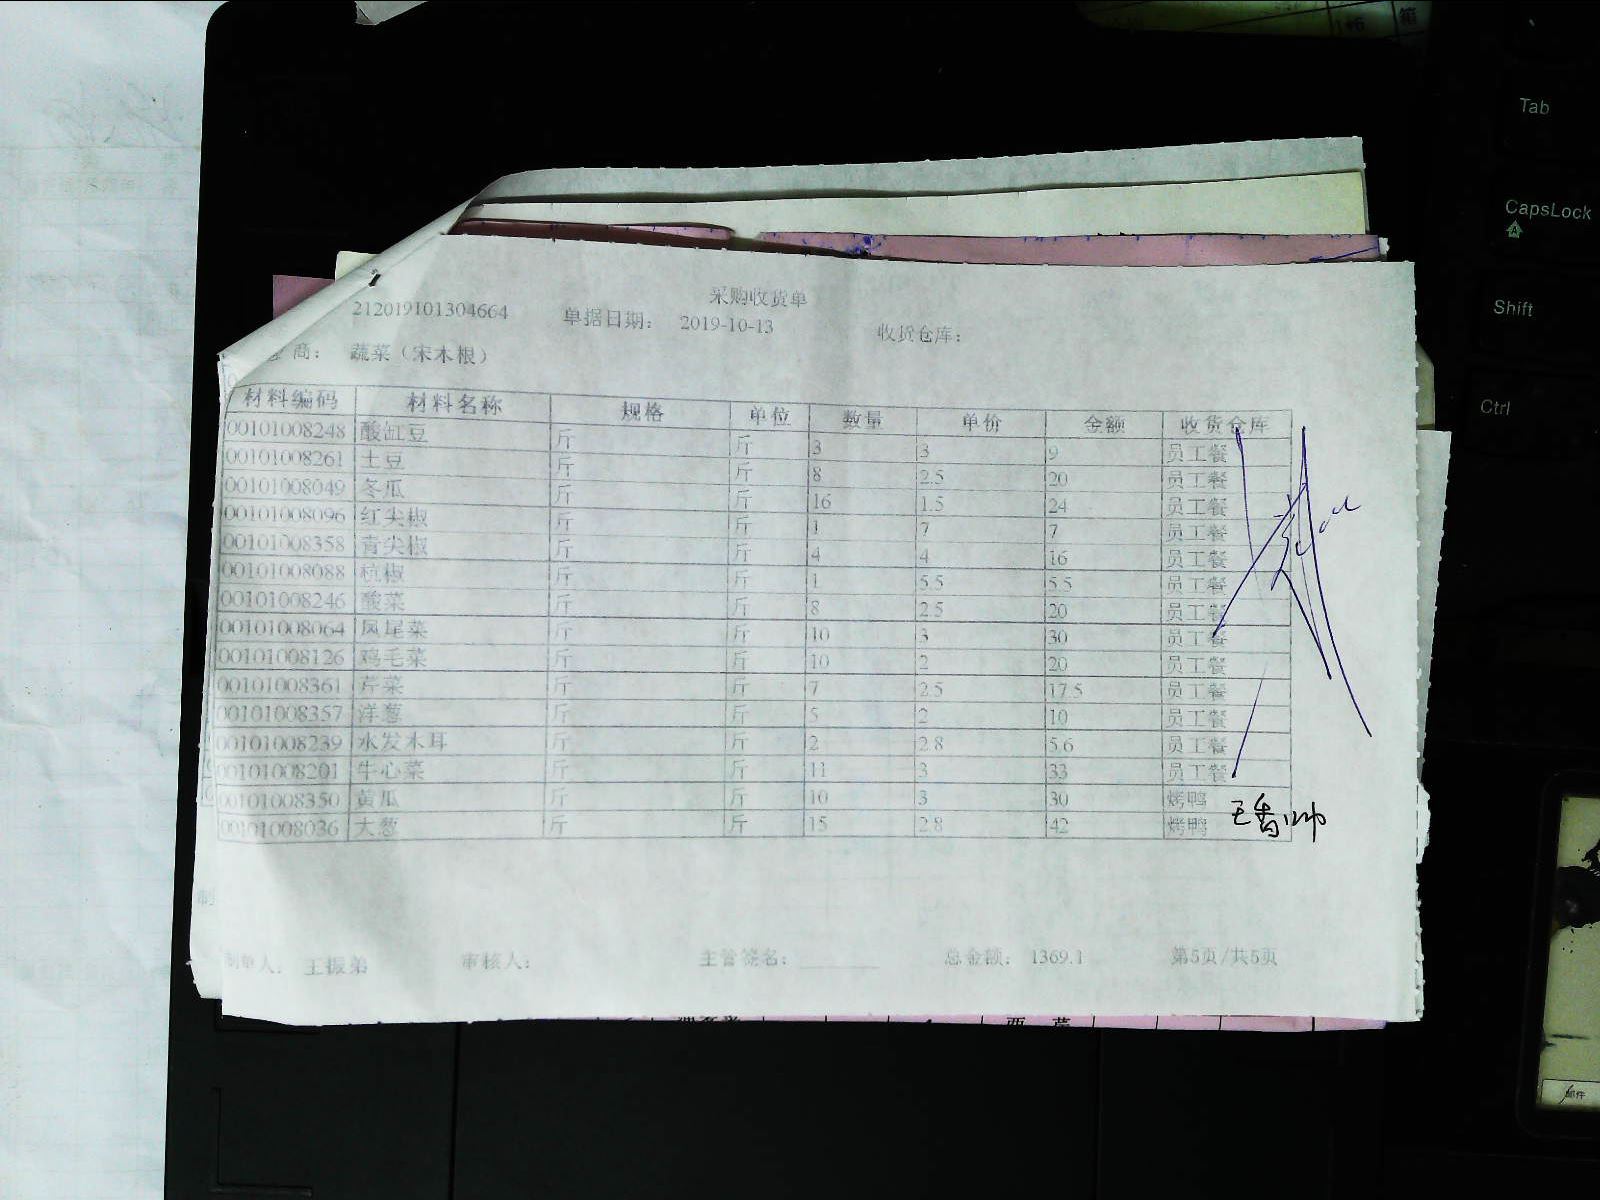 采购收货单
212019101304664 单据日期： 2019-10-13 收货仓库：
商： 蔬菜（宋木根）
材料编码 材料名称 规格 单位 数量 单价 金额 收货仓库
00101008248 酸缸豆 斤 斤 3 3 9 员工餐
00101008261 土豆 斤 斤 8 2.5 20 员工餐
00101008049 冬瓜 斤 斤 16 1.5 24 员工餐
00101008096 红尖椒 斤 斤 1 7 7 员工餐
00101008358 青尖椒 斤 斤 4 4 16 员工餐
00101008088 杭椒 斤 斤 1 5.5 5.5 员工餐
00101008246 酸菜 斤 斤 8 2.5 20 员工餐
00101008064 凤尾菜 斤 斤 10 3 30 员工餐
00101008126 鸡毛菜 斤 斤 10 2 20 员工餐
00101008361 芹菜 斤 斤 7 2.5 17.5 员工餐
00101008357 洋葱 斤 斤 5 2 10 员工餐
00101008239 水发木耳 斤 斤 2 2.8 5.6 员工餐
00101008201 牛心菜 斤 斤 11 3 33 员工餐
00101008350 黄瓜 斤 斤 10 3 30 烤鸭
00101008036 大葱 斤 斤 15 2.8 42 烤鸭
制单人： 王振弟 审核人： 主管签名： 总金额： 1369.1 第5页/共5页
Tab
CapsLock
Shift
Ctrl
邮件